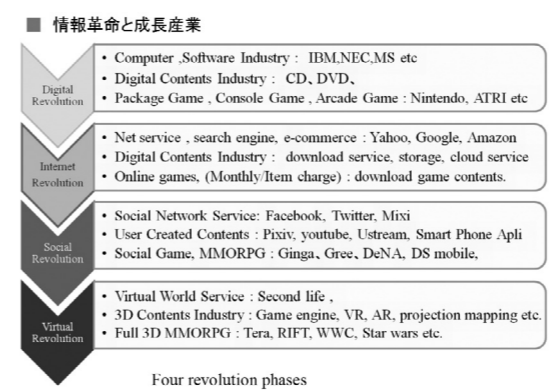 ■ 情報革命と成長産業
Digital
Revolution
• Computer ,Software Industry : IBM,NEC,MS etc
• Digital Contents Industry : CD、DVD、
• Package Game , Console Game , Arcade Game : Nintendo, ATRI etc
Internet
Revolution
• Net service , search engine, e-commerce : Yahoo, Google, Amazon
• Digital Contents Industry : download service, storage, cloud service
• Online games, (Monthly/Item charge) : download game contents.
Social
Revolution
• Social Network Service: Facebook, Twitter, Mixi
• User Created Contents : Pixiv, youtube, Ustream, Smart Phone Apli
• Social Game, MMORPG : Ginga、Gree、DeNA, DS mobile,
Virtual
Revolution
• Virtual World Service : Second life ,
• 3D Contents Industry : Game engine, VR, AR, projection mapping etc.
• Full 3D MMORPG : Tera, RIFT, WWC, Star wars etc.
Four revolution phases